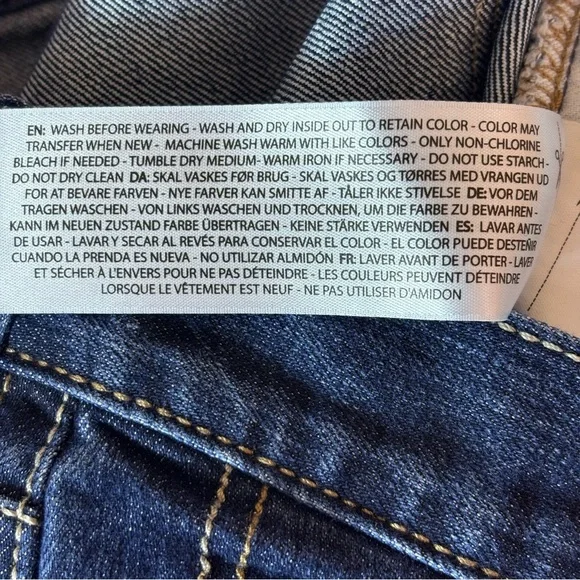 EN: WASH BEFORE WEARING - WASH AND DRY INSIDE OUT TO RETAIN COLOR - COLOR MAY
TRANSFER WHEN NEW - MACHINE WASH WARM WITH LIKE COLORS - ONLY NON-CHLORINE
BLEACH IF NEEDED - TUMBLE DRY MEDIUM- WARM IRON IF NECESSARY - DO NOT USE STARCH -
DO NOT DRY CLEAN DA: SKAL VASKES FØR BRUG - SKAL VASKES OG TØRRES MED VRANGEN UD
FOR AT BEVARE FARVEN - NYE FARVER KAN SMITTE AF - TÅLER IKKE STIVELSE DE: VOR DEM
TRAGEN WASCHEN - VON LINKS WASCHEN UND TROCKNEN, UM DIE FARBE ZU BEWAHREN -
KANN IM NEUEN ZUSTAND FARBE ÜBERTRAGEN - KEINE STÄRKE VERWENDEN ES: LAVAR ANTES
DE USAR - LAVAR Y SECAR AL REVÉS PARA CONSERVAR EL COLOR - EL COLOR PUEDE DESTEÑIR
CUANDO LA PRENDA ES NUEVA - NO UTILIZAR ALMIDÓN FR: LAVER AVANT DE PORTER - LAVER
ET SÉCHER À L'ENVERS POUR NE PAS DÉTEINDRE - LES COULEURS PEUVENT DÉTEINDRE
LORSQUE LE VÊTEMENT EST NEUF - NE PAS UTILISER D'AMIDON